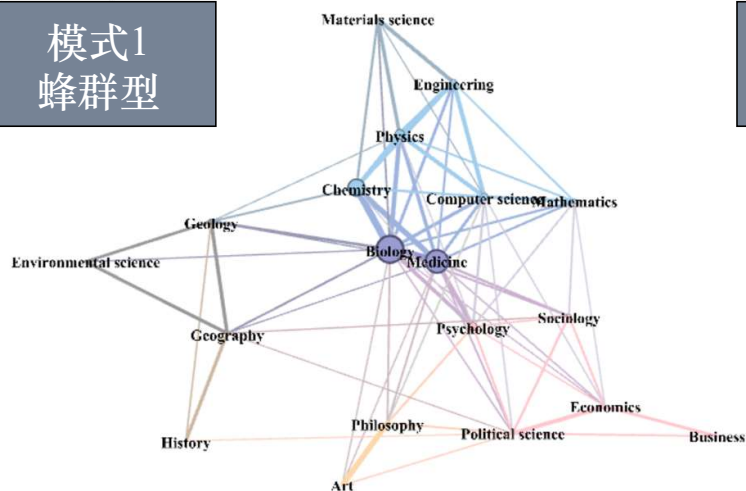 模式1
蜂群型
Materials science
Engineering
Physics
Chemistry
Computer science
Mathematics
Geology
Biology
Medicine
Environmental science
Sociology
Psychology
Geography
Economics
Philosophy
Political science
Business
History
Art